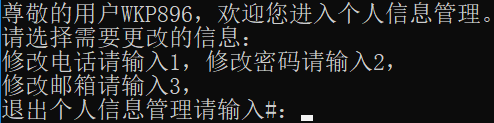 尊敬的用户WKP896，欢迎您进入个人信息管理。
请选择需要更改的信息：
修改电话请输入1，修改密码请输入2，
修改邮箱请输入3，
退出个人信息管理请输入#：